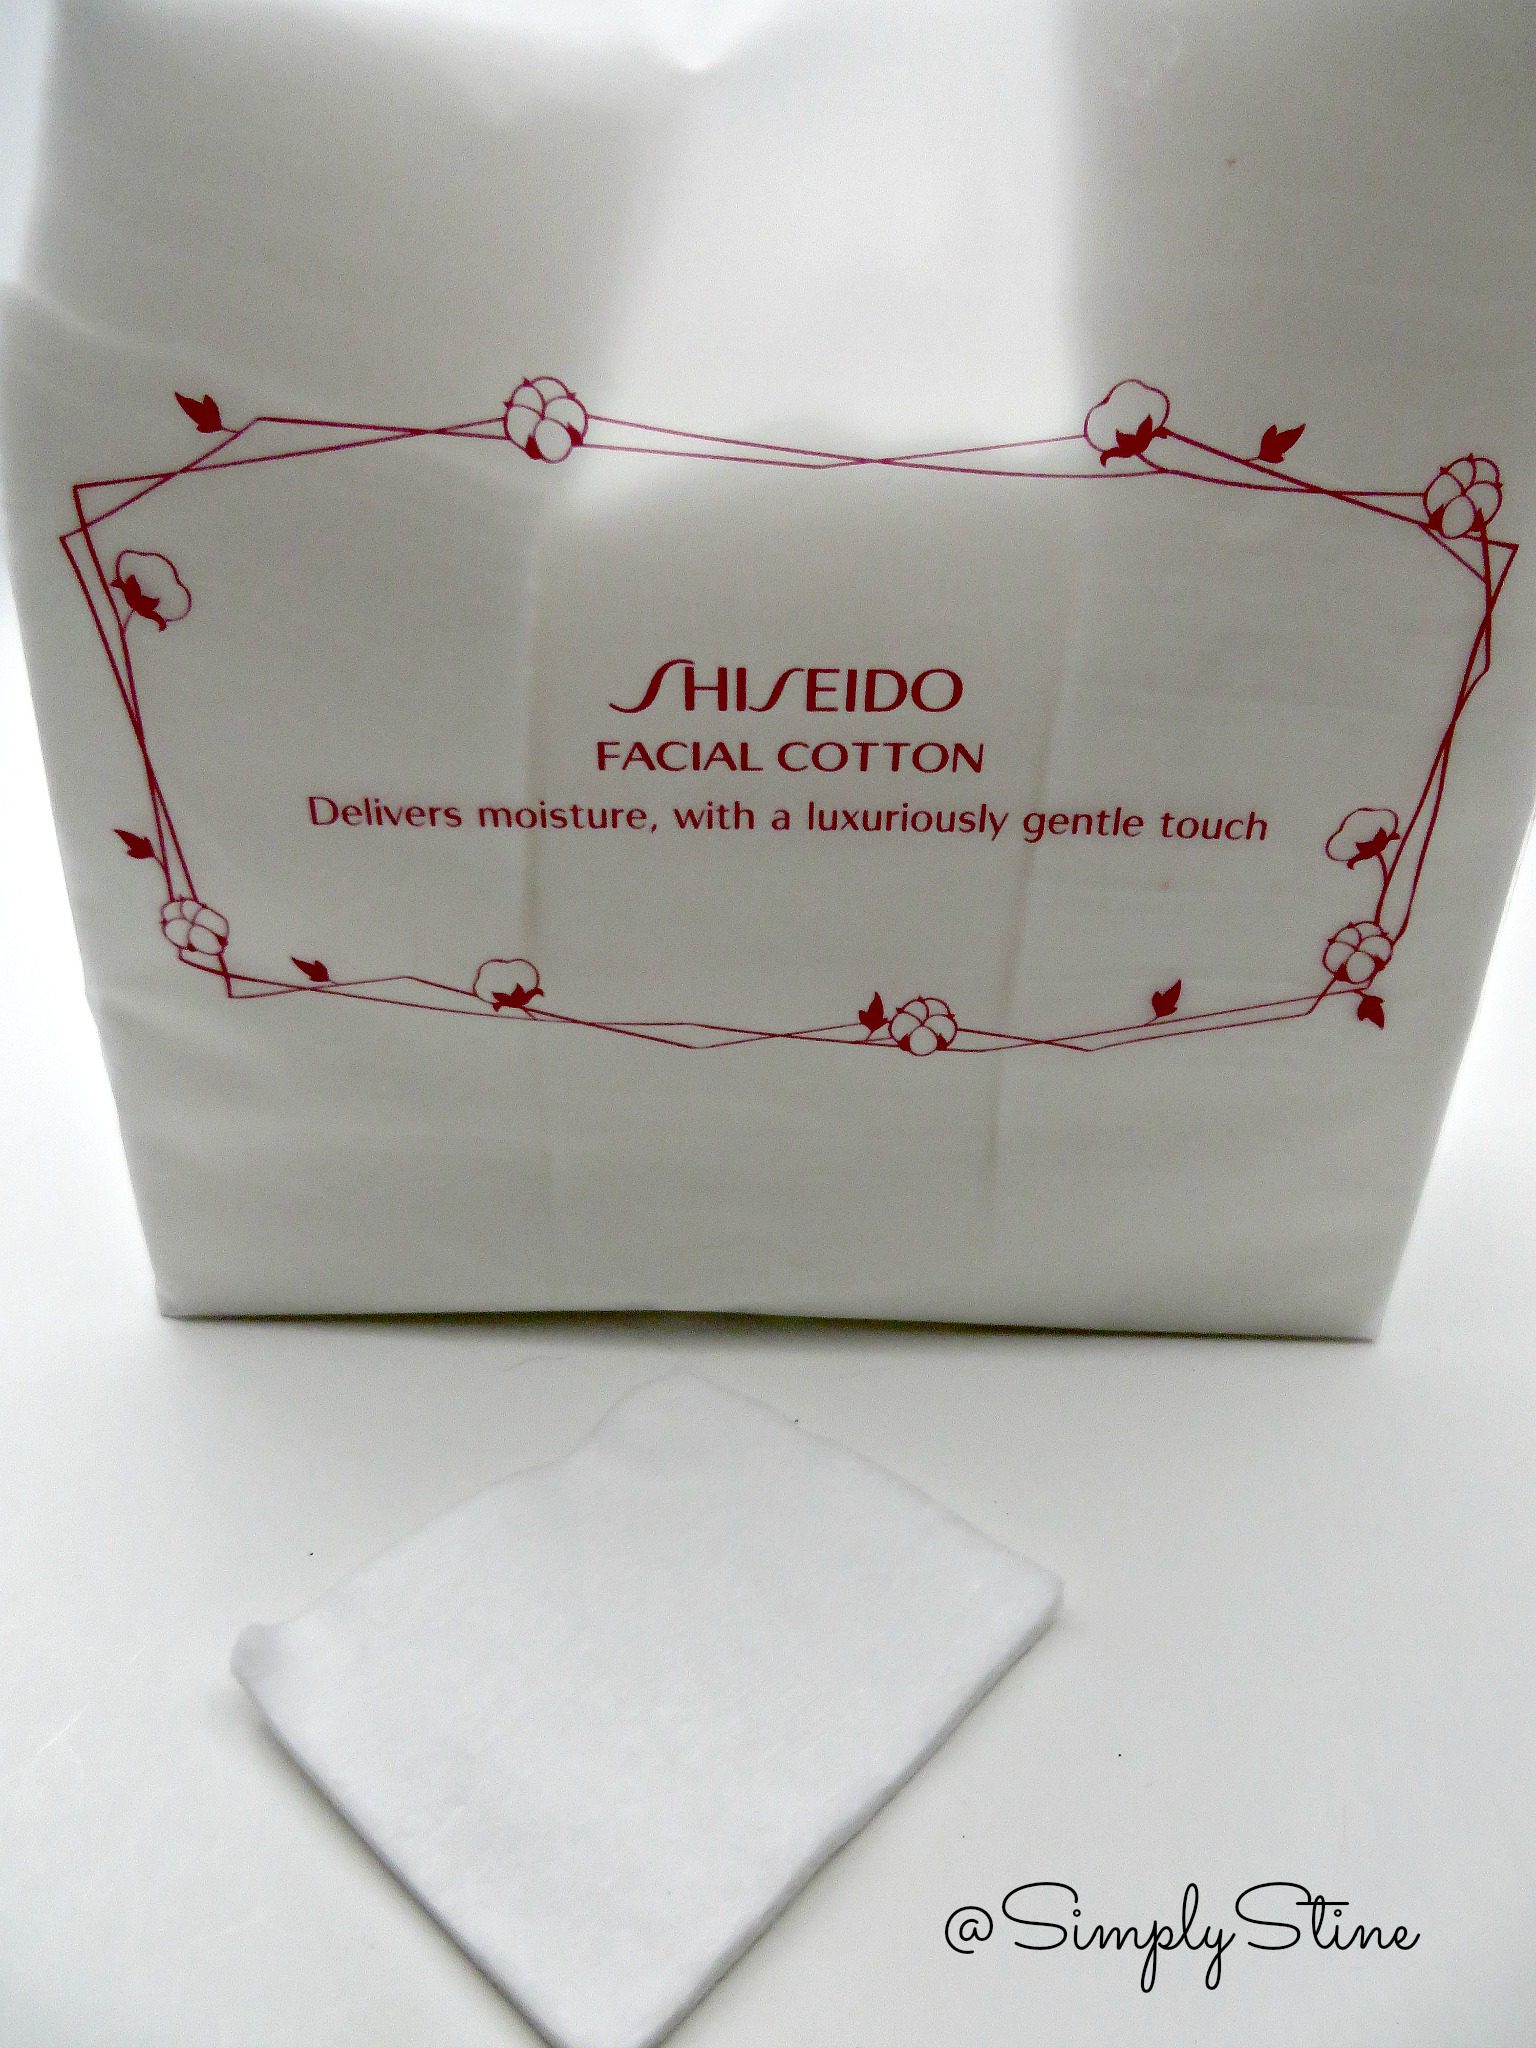 SHISEIDO
FACIAL COTTON
Delivers moisture, with a luxuriously gentle touch
@SimplyStine